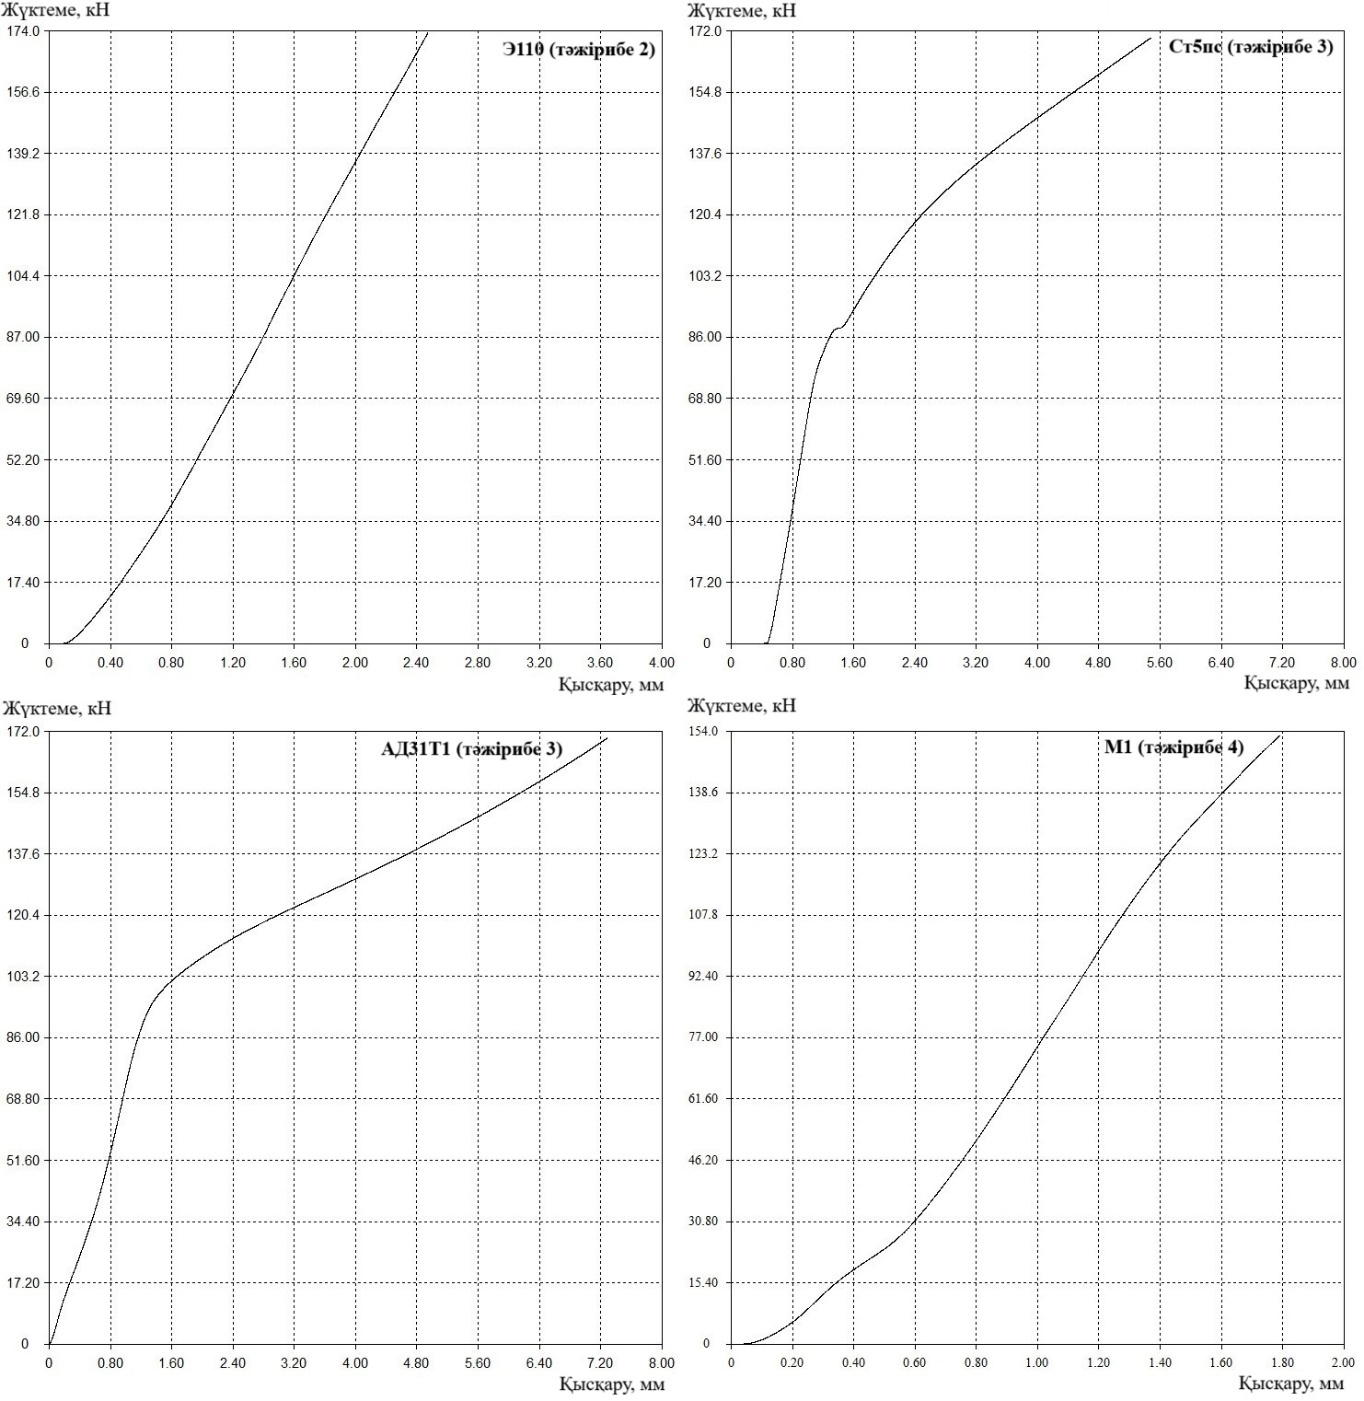 Жүктеме, кН
174.0
Э110 (тәжірибе 2)
156.6
139.2
121.8
104.4
87.00
69.60
52.20
34.80
17.40
0
0 0.40 0.80 1.20 1.60 2.00 2.40 2.80 3.20 3.60 4.00
Қысқару, мм
Жүктеме, кН
172.0
Ст5пс (тәжірибе 3)
154.8
137.6
120.4
103.2
86.00
68.80
51.60
34.40
17.20
0
0 0.80 1.60 2.40 3.20 4.00 4.80 5.60 6.40 7.20 8.00
Қысқару, мм
Жүктеме, кН
172.0
АД31Т1 (тәжірибе 3)
154.8
137.6
120.4
103.2
86.00
68.80
51.60
34.40
17.20
0
0 0.80 1.60 2.40 3.20 4.00 4.80 5.60 6.40 7.20 8.00
Қысқару, мм
Жүктеме, кН
154.0
М1 (тәжірибе 4)
138.6
123.2
107.8
92.40
77.00
61.60
46.20
30.80
15.40
0
0 0.20 0.40 0.60 0.80 1.00 1.20 1.40 1.60 1.80 2.00
Қысқару, мм